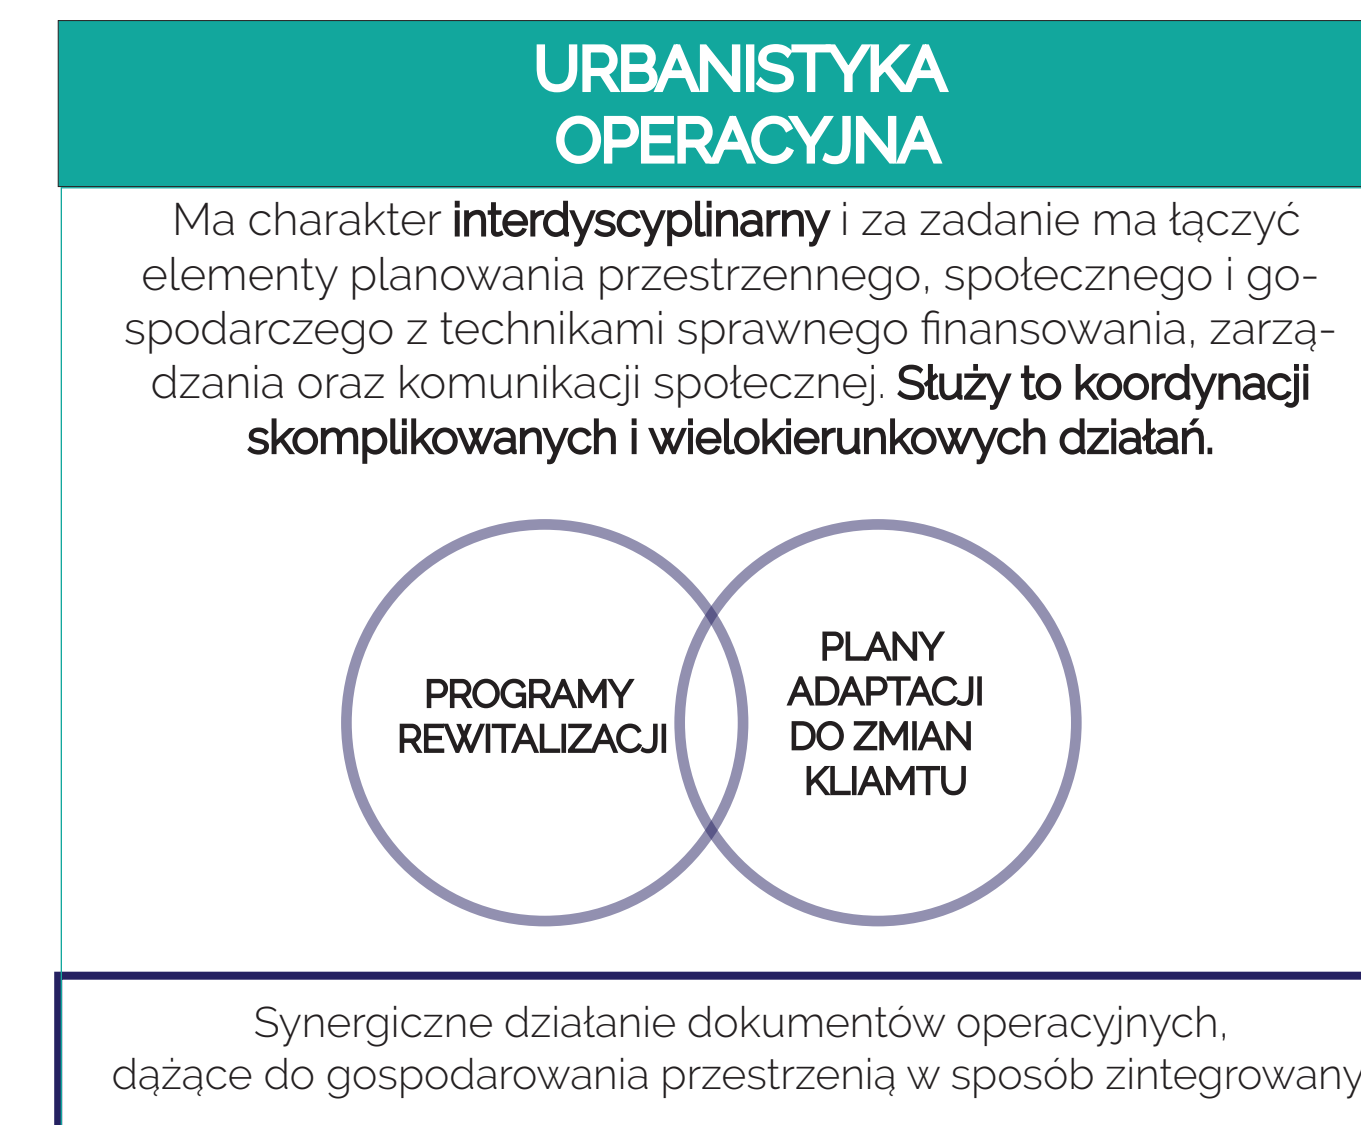 URBANISTYKA
OPERACYJNA
Ma charakter interdyscyplinarny i za zadanie ma łączyć
elementy planowania przestrzennego, społecznego i go-
spodarczego z technikami sprawnego finansowania, zarzą-
dzania oraz komunikacji społecznej. Służy to koordynacji
skomplikowanych i wielokierunkowych działań.
PROGRAMY
REWITALIZACJI
PLANY
ADAPTACJI
DO ZMIAN
KLIAMTU
Synergiczne działanie dokumentów operacyjnych,
dążące do gospodarowania przestrzenią w sposób zintegrowany